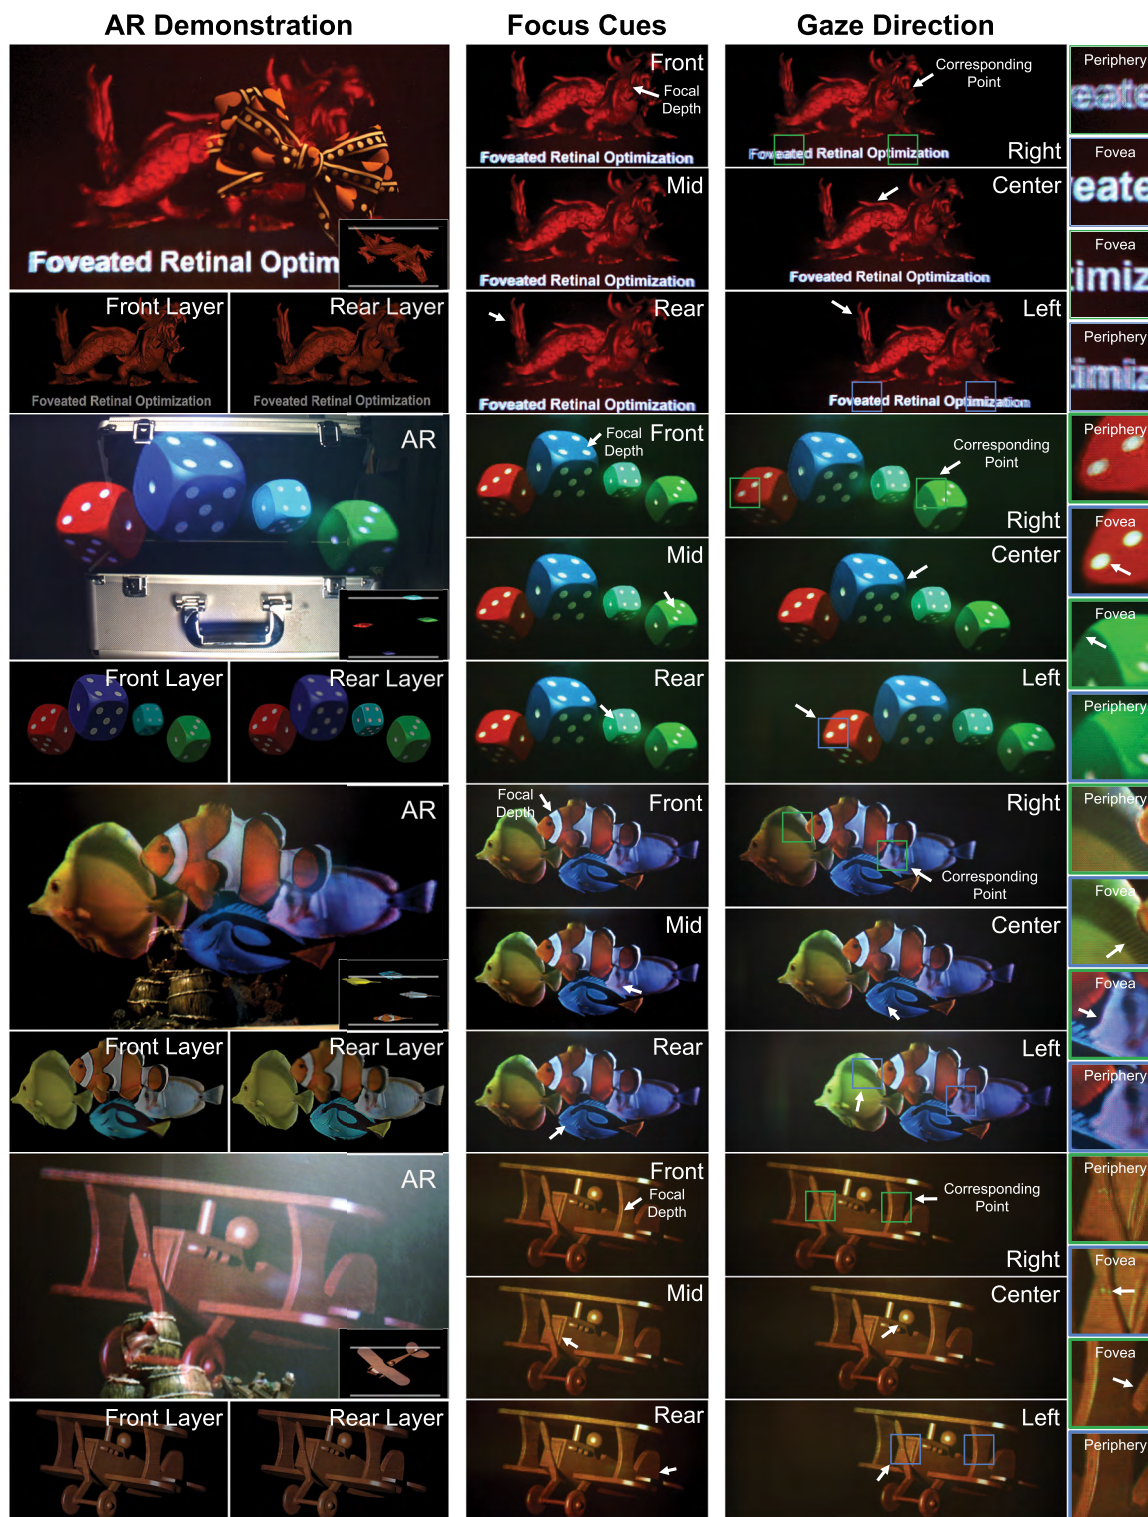 AR Demonstration
Focus Cues
Gaze Direction
Foveated Retinal Optim
Front Layer
Rear Layer
Foveated Retinal Optimization
Foveated Retinal Optimization
Front
Focal
Depth
Foveated Retinal Optimization
Mid
Foveated Retinal Optimization
Rear
Foveated Retinal Optimization
Corresponding
Point
Foveated Retinal Optimization
Right
Center
Foveated Retinal Optimization
Left
Foveated Retinal Optimization
Periphery
eate
Fovea
veate
Fovea
timiz
Periphery
timiz
AR
Front Layer
Rear Layer
Focal
Depth
Front
Mid
Rear
Corresponding
Point
Right
Center
Left
Periphery
Fovea
Fovea
Periphery
AR
Front Layer
Rear Layer
Focal
Depth
Front
Mid
Rear
Right
Corresponding
Point
Center
Left
Periphery
Fovea
Fovea
Periphery
AR
Front Layer
Rear Layer
Front
Focal
Depth
Mid
Rear
Corresponding
Point
Right
Center
Left
Periphery
Fovea
Fovea
Periphery